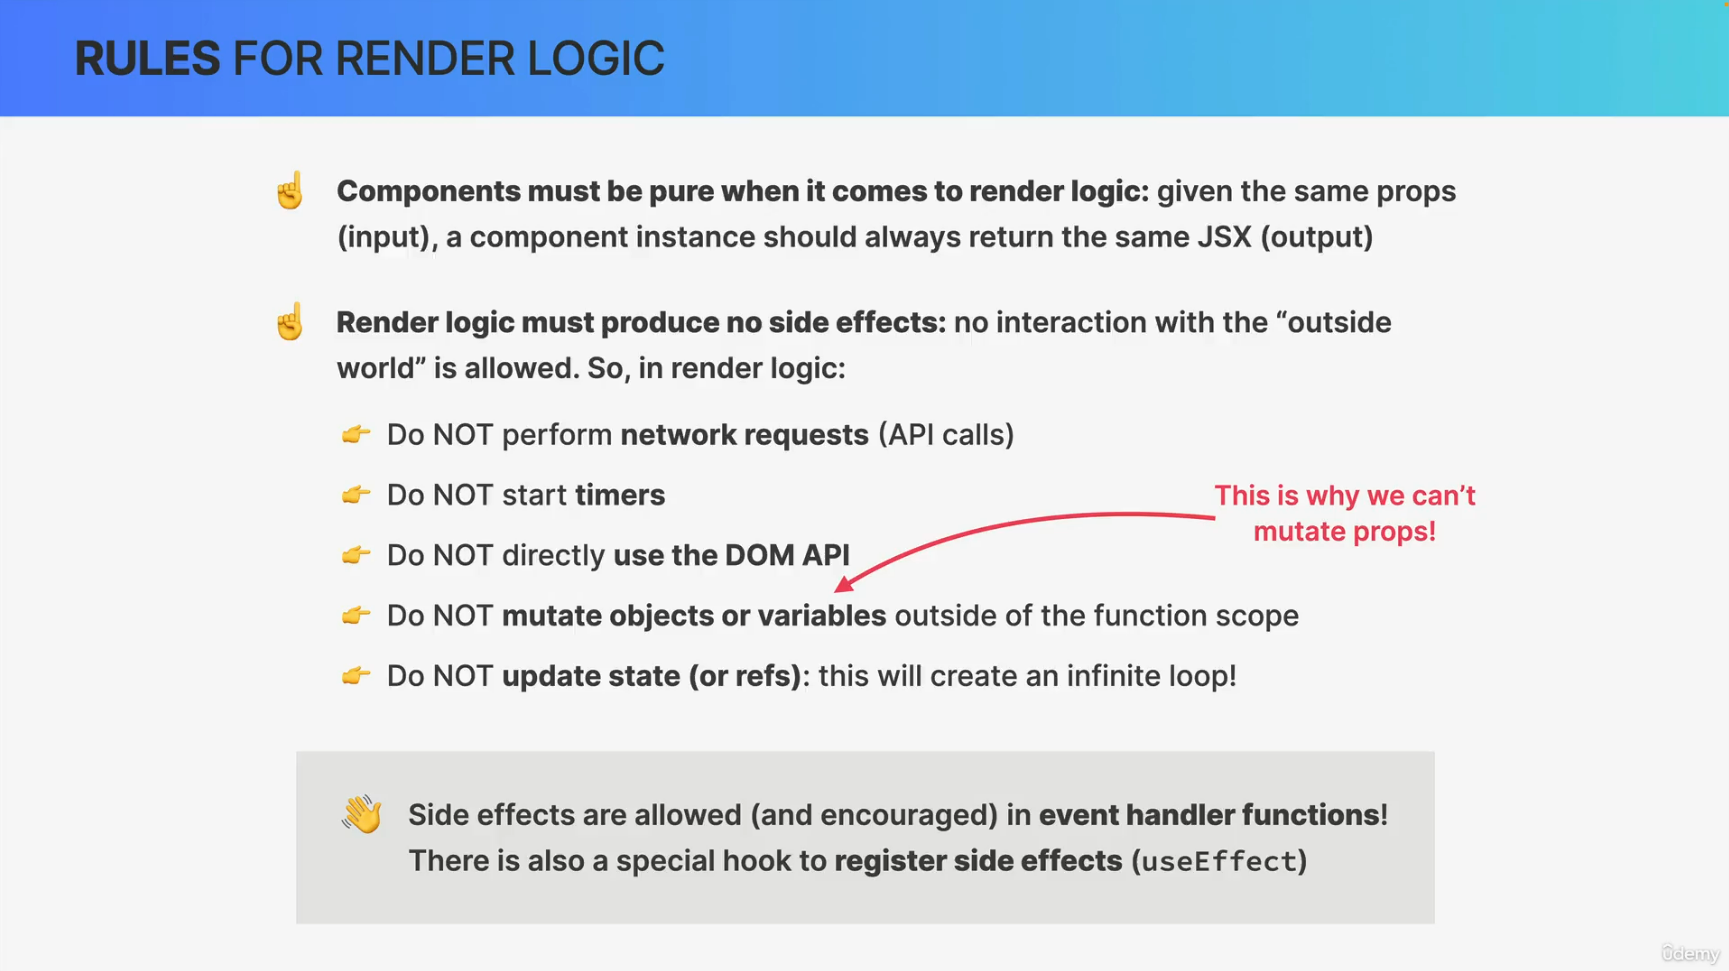 RULES FOR RENDER LOGIC
☝️ Components must be pure when it comes to render logic: given the same props
(input), a component instance should always return the same JSX (output)
☝️ Render logic must produce no side effects: no interaction with the “outside
world” is allowed. So, in render logic:
👉 Do NOT perform network requests (API calls)
👉 Do NOT start timers
This is why we can’t
mutate props!
👉 Do NOT directly use the DOM API
👉 Do NOT mutate objects or variables outside of the function scope
👉 Do NOT update state (or refs): this will create an infinite loop!
👋 Side effects are allowed (and encouraged) in event handler functions!
There is also a special hook to register side effects (useEffect)
ûdemy